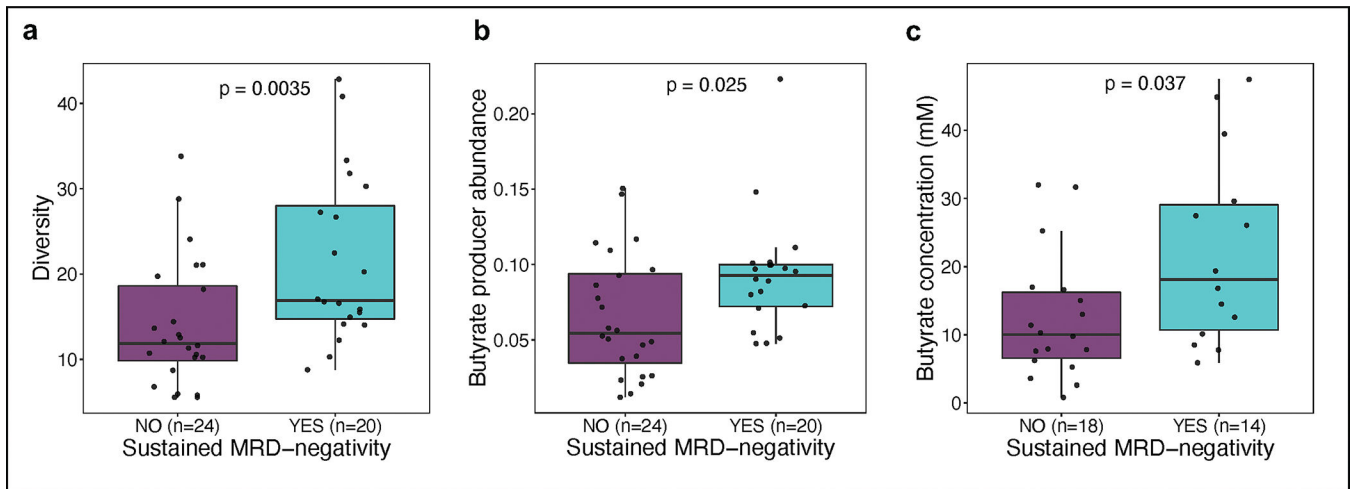 a
p = 0.0035
Diversity
40
30
20
10
NO (n=24)
YES (n=20)
Sustained MRD−negativity
b
p = 0.025
Butyrate producer abundance
0.20
0.15
0.10
0.05
NO (n=24)
YES (n=20)
Sustained MRD−negativity
c
p = 0.037
Butyrate concentration (mM)
40
30
20
10
0
NO (n=18)
YES (n=14)
Sustained MRD−negativity